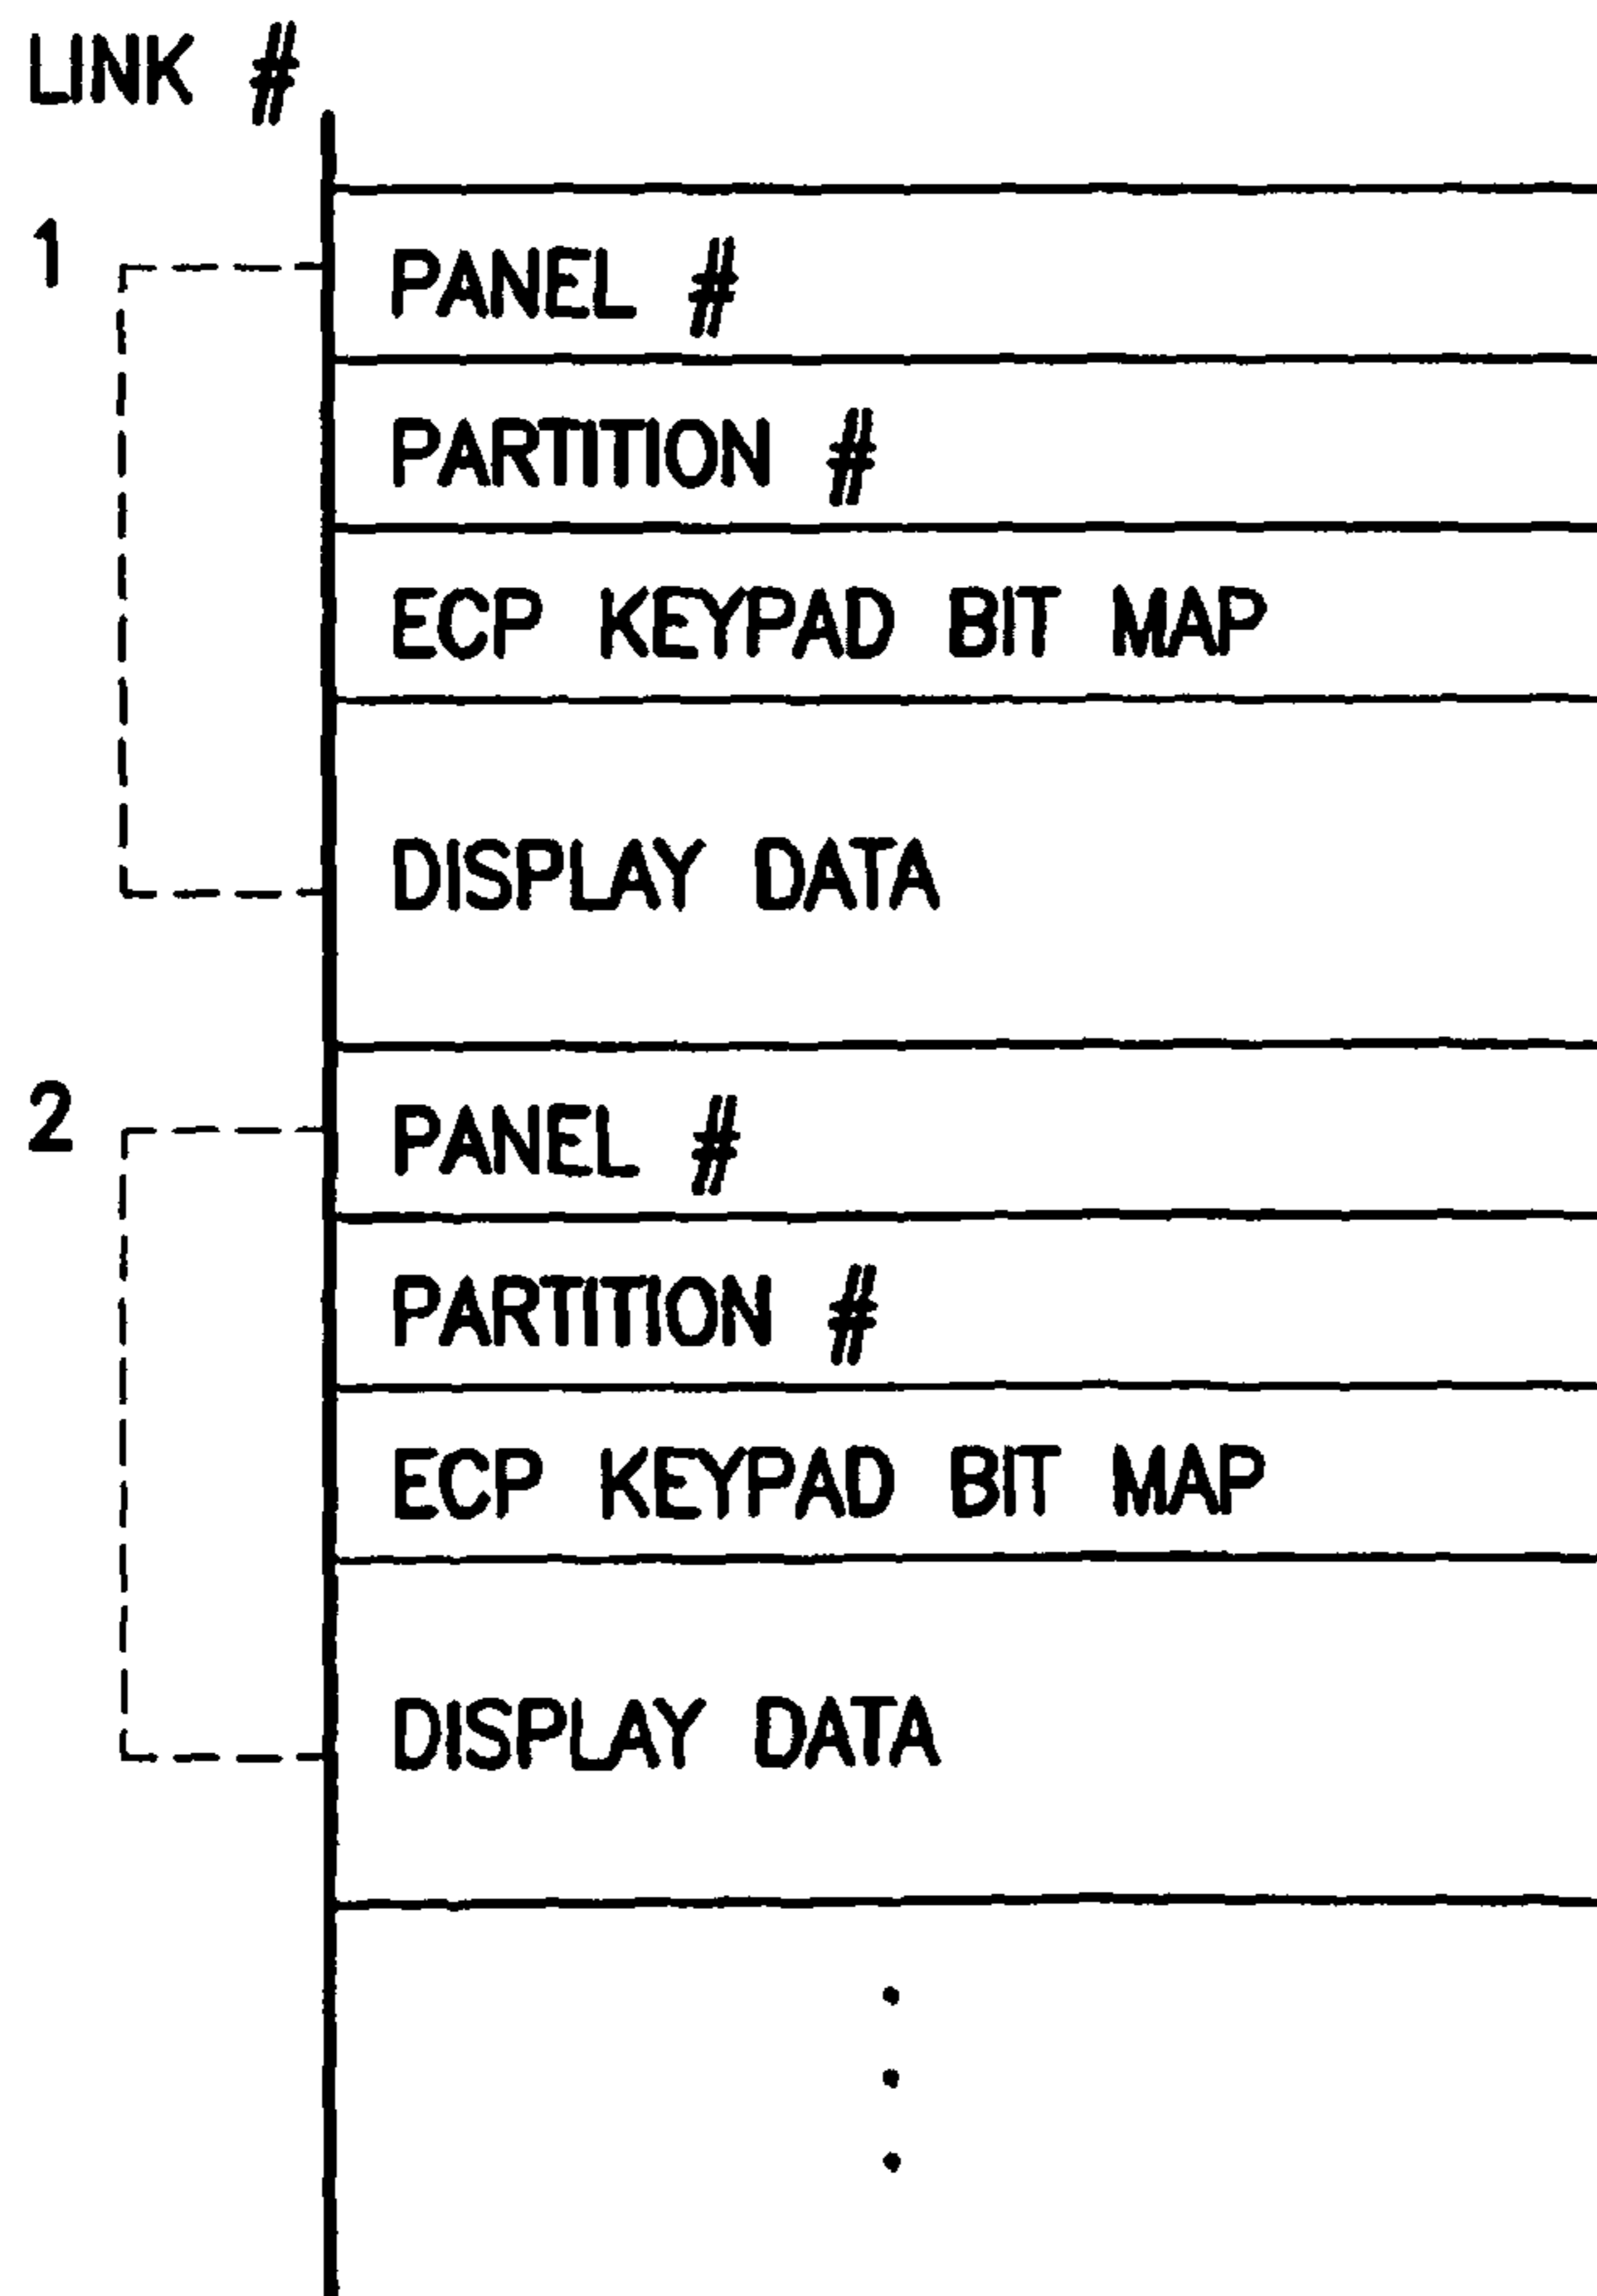 LINK #
1
PANEL #
PARTITION #
ECP KEYPAD BIT MAP
DISPLAY DATA
2
PANEL #
PARTITION #
ECP KEYPAD BIT MAP
DISPLAY DATA